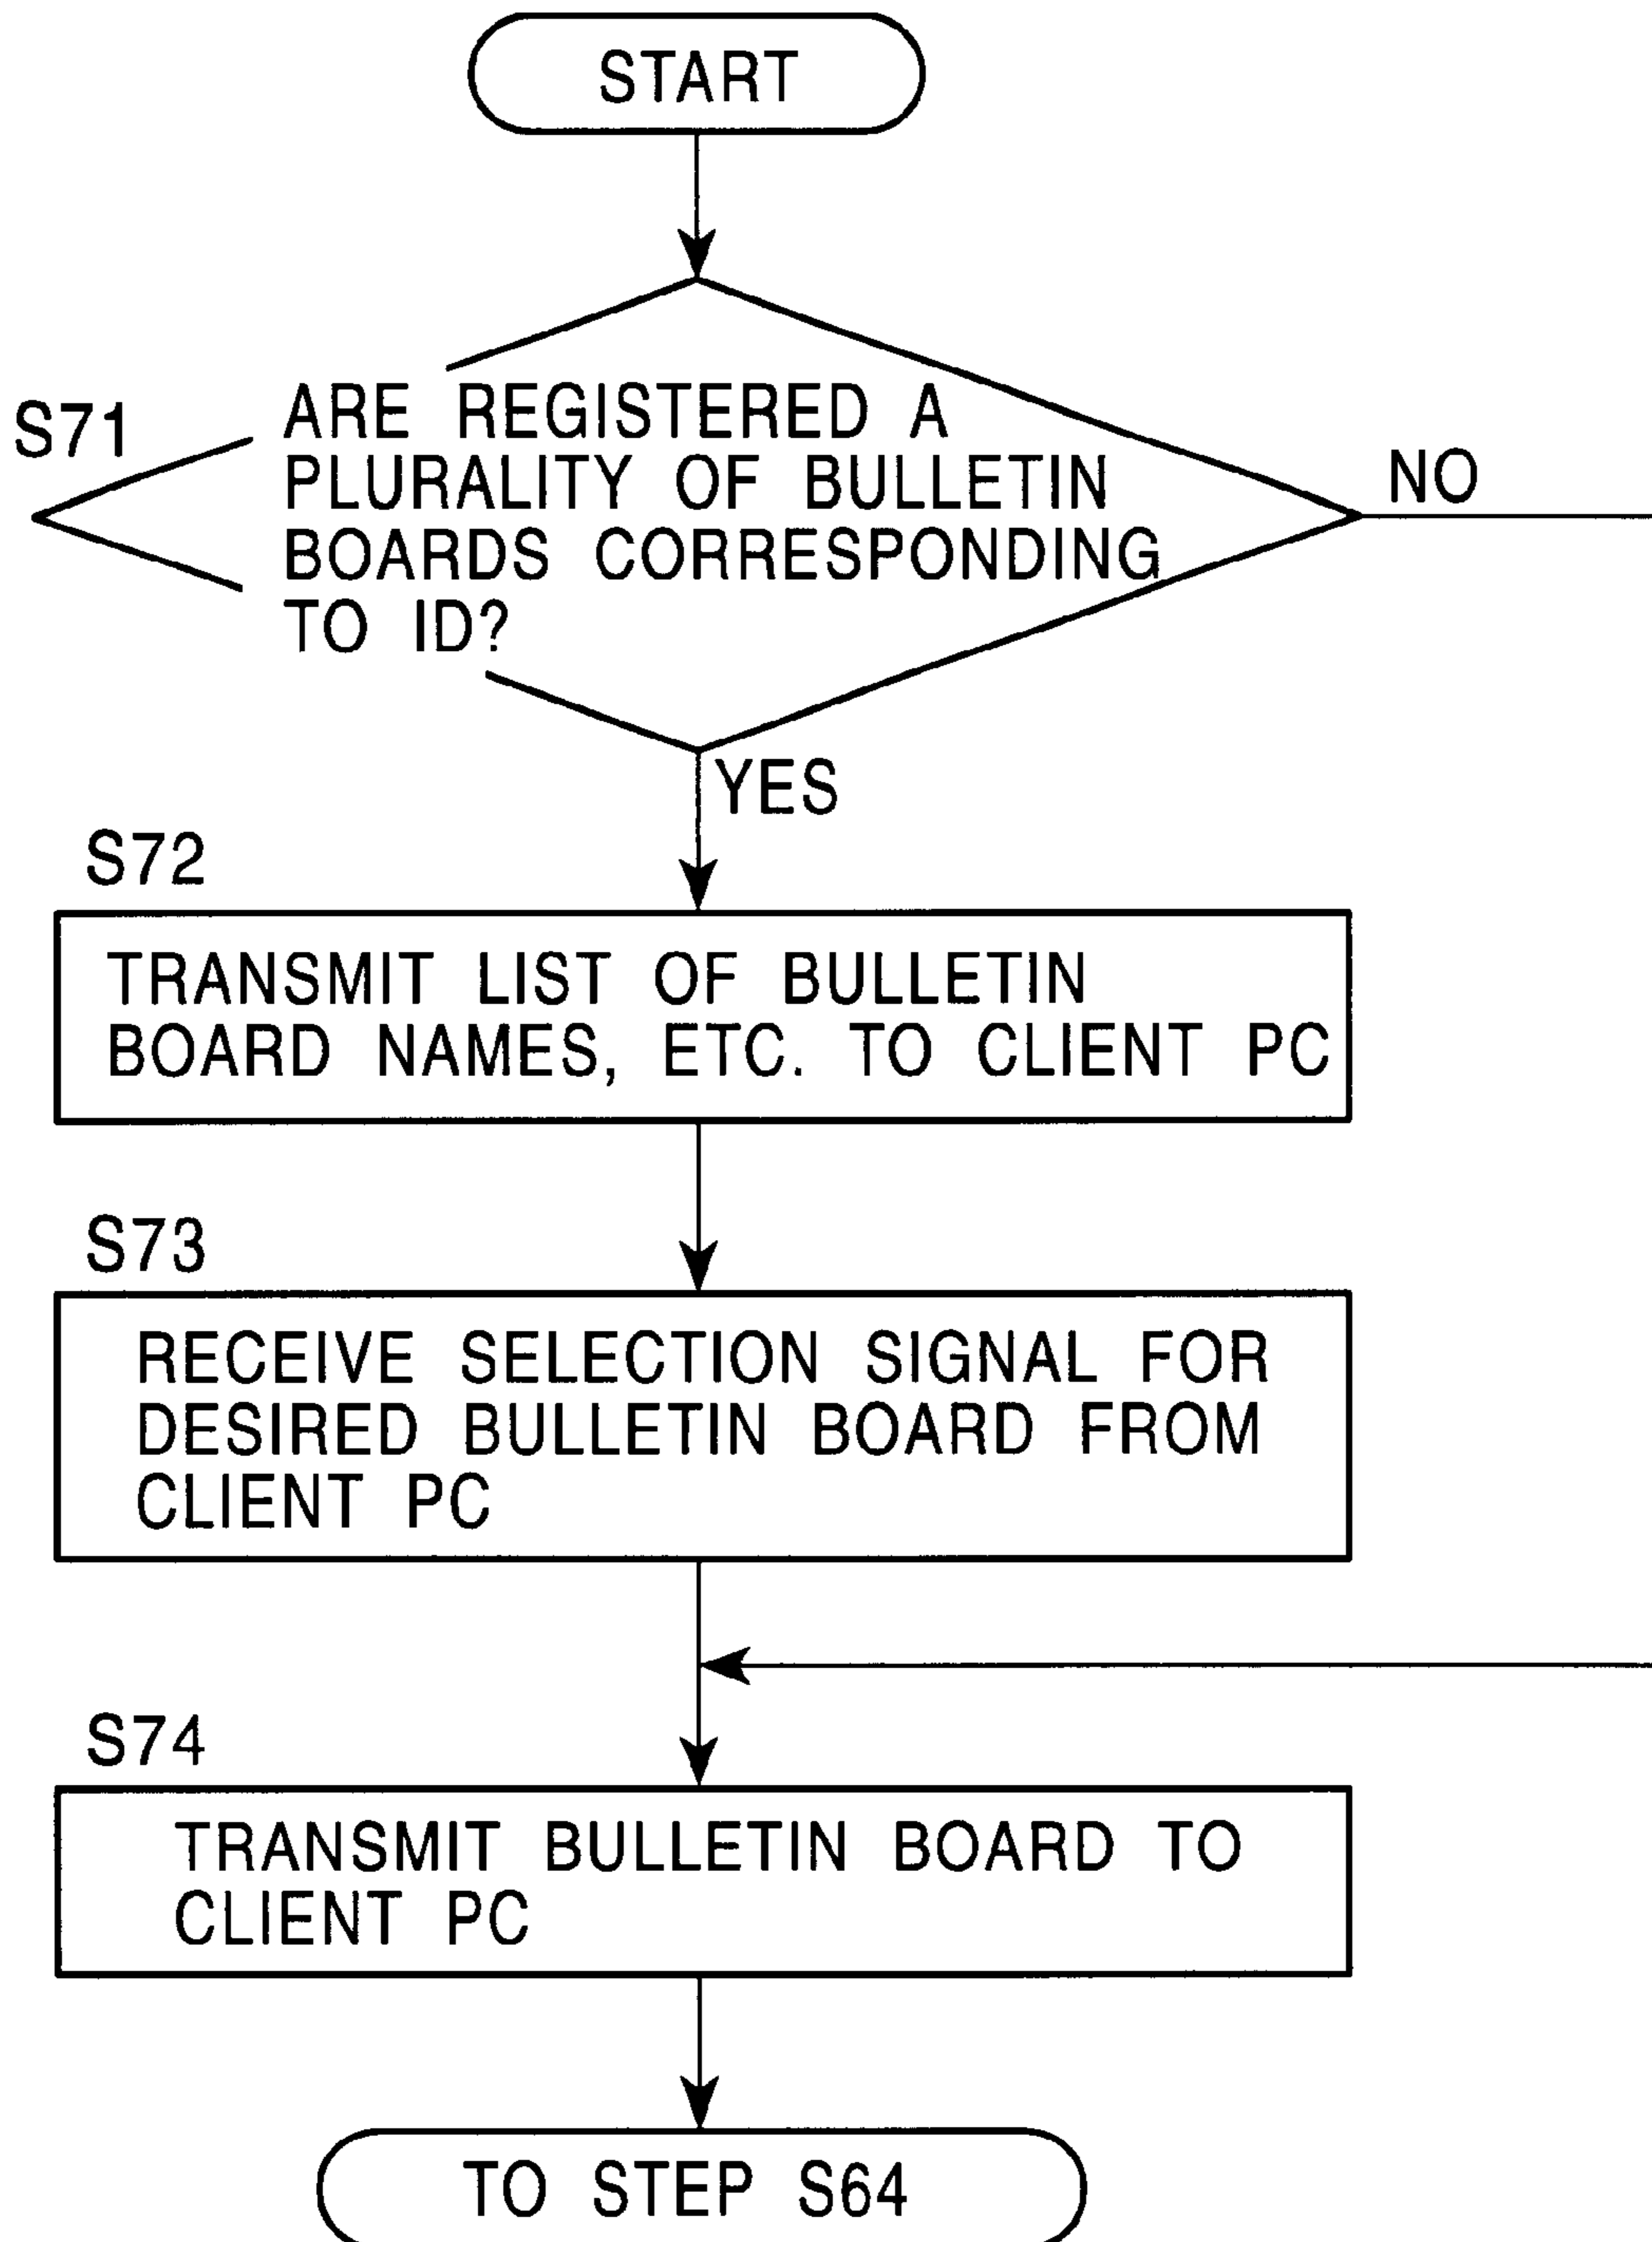 START
S71
ARE REGISTERED A
PLURALITY OF BULLETIN
BOARDS CORRESPONDING
TO ID?
NO
YES
S72
TRANSMIT LIST OF BULLETIN
BOARD NAMES, ETC. TO CLIENT PC
S73
RECEIVE SELECTION SIGNAL FOR
DESIRED BULLETIN BOARD FROM
CLIENT PC
S74
TRANSMIT BULLETIN BOARD TO
CLIENT PC
TO STEP S64